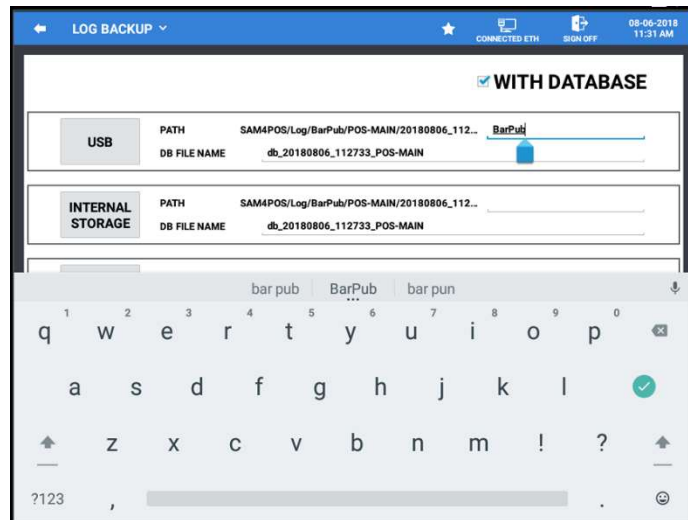 LOG BACKUP
CONNECTED ETH
SIGN OFF
08-06-2018
11:31 AM
WITH DATABASE
USB
PATH SAM4POS/Log/BarPub/POS-MAIN/20180806_112... BarPub
DB FILE NAME db_20180806_112733_POS-MAIN
INTERNAL
STORAGE
PATH SAM4POS/Log/BarPub/POS-MAIN/20180806_112...
DB FILE NAME db_20180806_112733_POS-MAIN
bar pub BarPub bar pun
1 2 3 4 5 6 7 8 9 0
q w e r t y u i o p
a s d f g h j k l
z x c v b n m ! ?
?123 , .